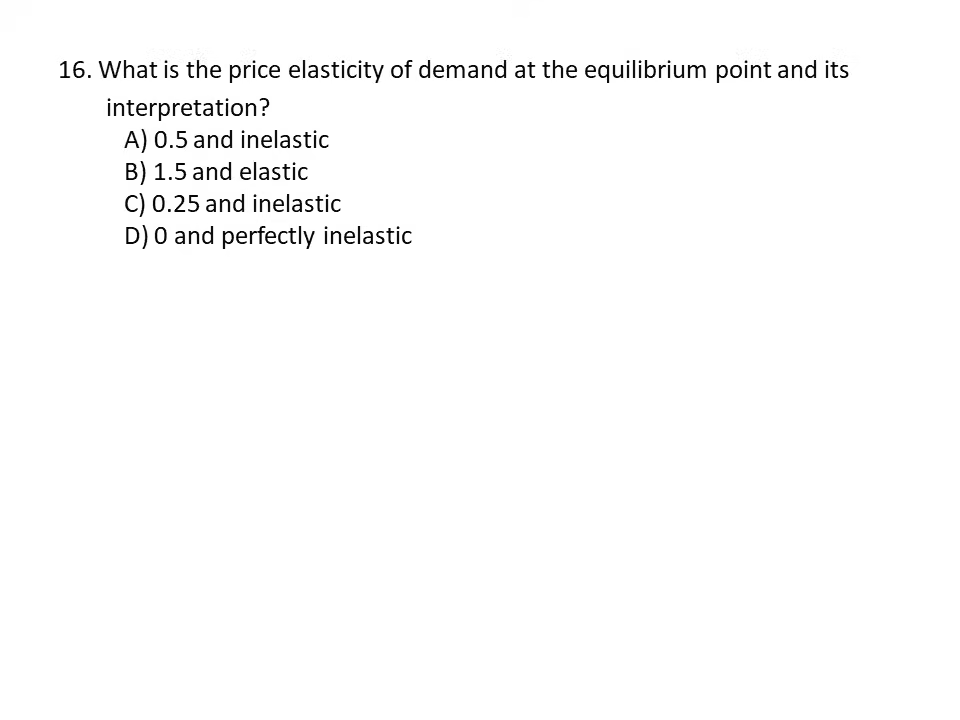 16. What is the price elasticity of demand at the equilibrium point and its
interpretation?
A) 0.5 and inelastic
B) 1.5 and elastic
C) 0.25 and inelastic
D) 0 and perfectly inelastic